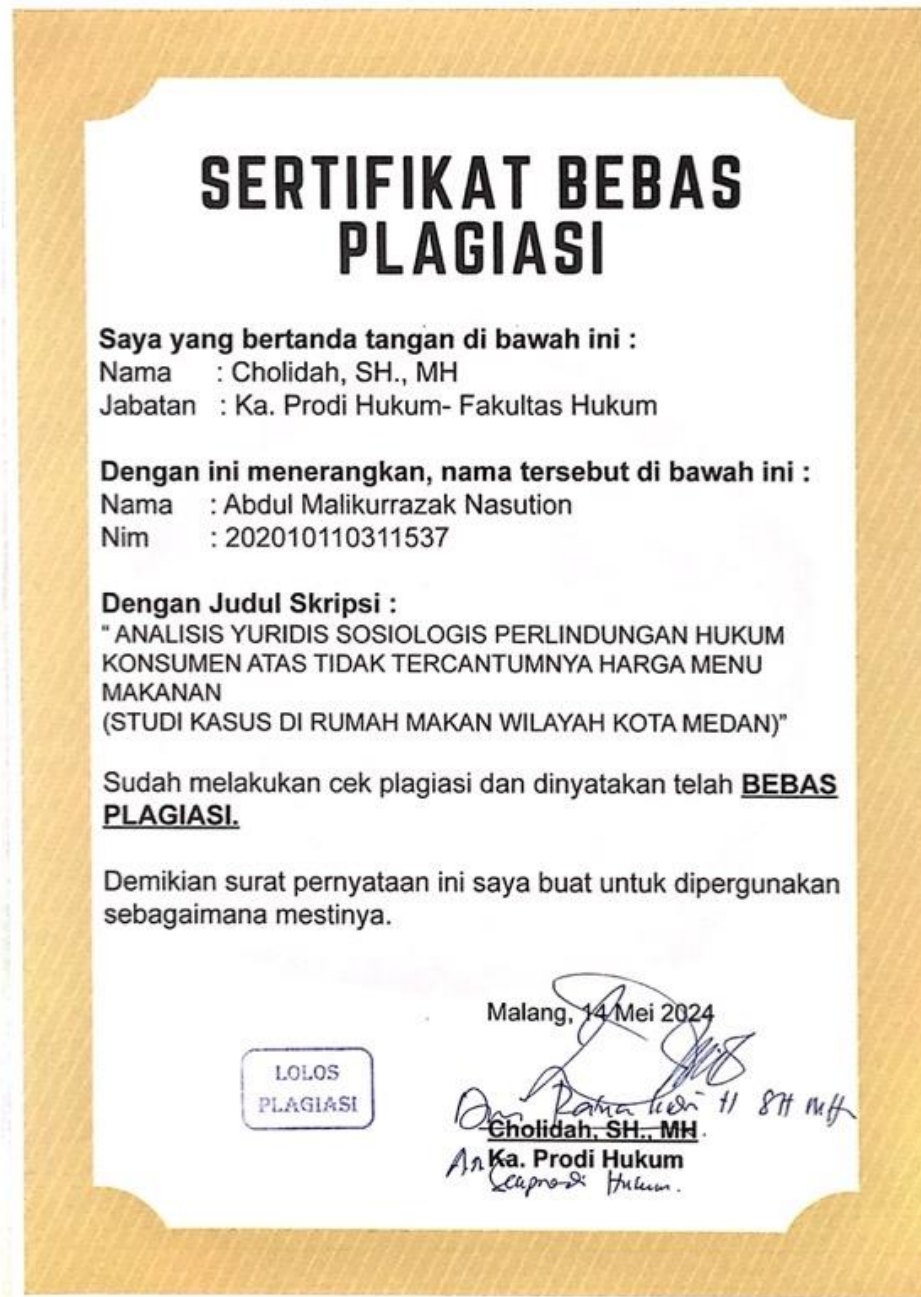 SERTIFIKAT BEBAS
PLAGIASI
Saya yang bertanda tangan di bawah ini :
Nama : Cholidah, SH., MH
Jabatan : Ka. Prodi Hukum- Fakultas Hukum
Dengan ini menerangkan, nama tersebut di bawah ini :
Nama : Abdul Malikurrazak Nasution
Nim : 202010110311537
Dengan Judul Skripsi :
“ ANALISIS YURIDIS SOSIOLOGIS PERLINDUNGAN HUKUM
KONSUMEN ATAS TIDAK TERCANTUMNYA HARGA MENU
MAKANAN
(STUDI KASUS DI RUMAH MAKAN WILAYAH KOTA MEDAN)”
Sudah melakukan cek plagiasi dan dinyatakan telah BEBAS
PLAGIASI.
Demikian surat pernyataan ini saya buat untuk dipergunakan
sebagaimana mestinya.
Malang, 14 Mei 2024
LOLOS
PLAGIASI
H SH MH
Cholidah, SH., MH.
An Ka. Prodi Hukum
Hukum.